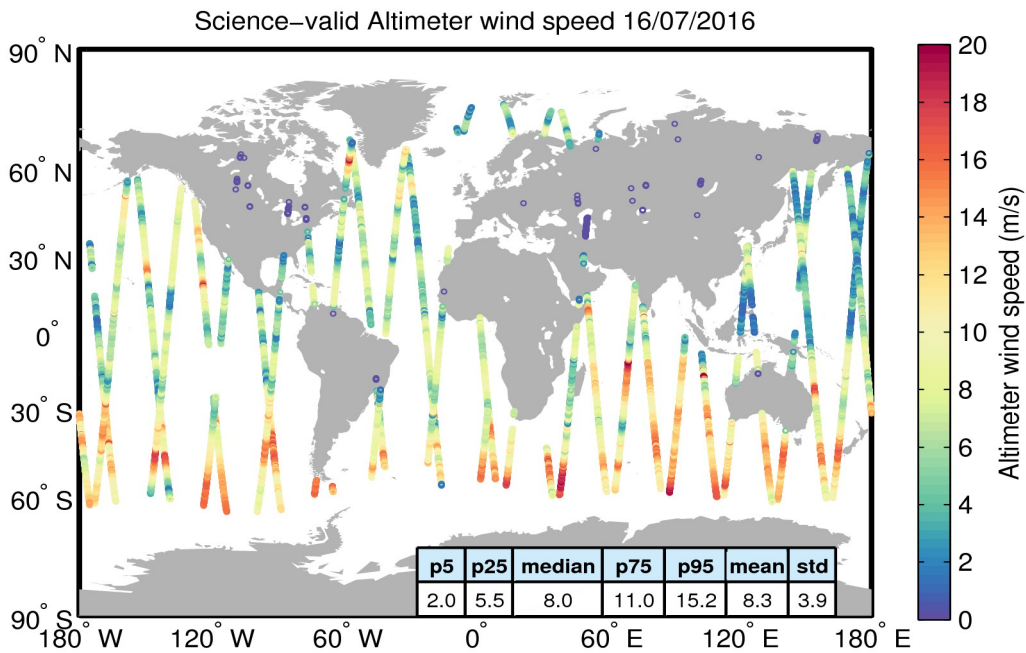 Science−valid Altimeter wind speed 16/07/2016
90° N
60° N
30° N
0°
30° S
60° S
90° S
180° W
120° W
60° W
0°
60° E
120° E
180° E
p5 p25 median p75 p95 mean std
2.0 5.5 8.0 11.0 15.2 8.3 3.9
20
18
16
14
12
10
8
6
4
2
0
Altimeter wind speed (m/s)